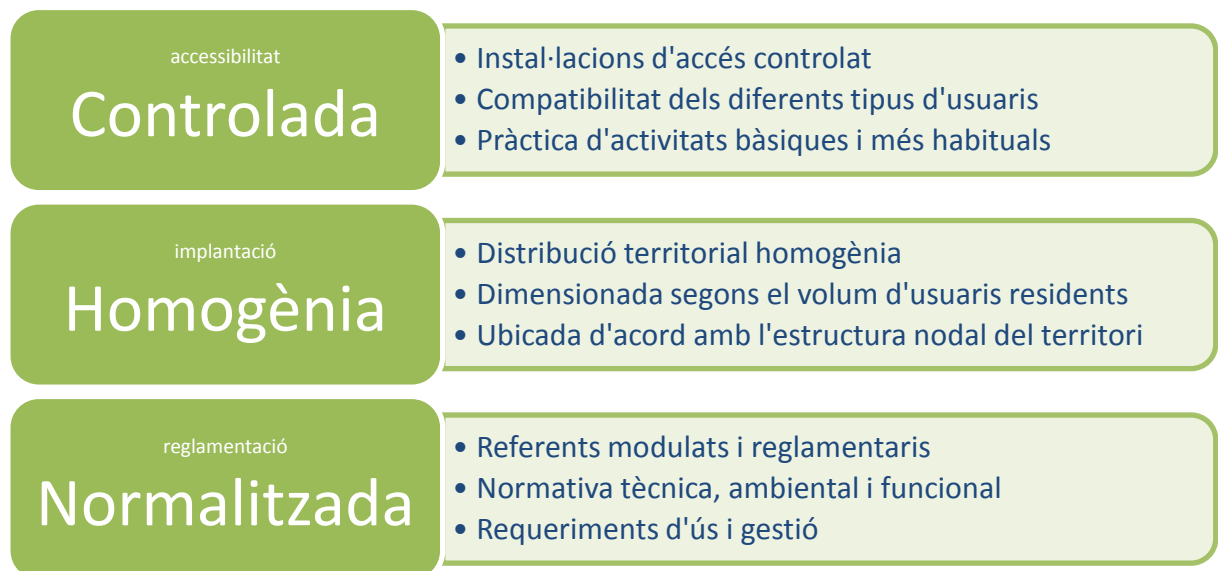 accessibilitat
Controlada
• Instal·lacions d'accés controlat
• Compatibilitat dels diferents tipus d'usuaris
• Pràctica d'activitats bàsiques i més habituals
implantació
Homogènia
• Distribució territorial homogènia
• Dimensionada segons el volum d'usuaris residents
• Ubicada d'acord amb l'estructura nodal del territori
reglamentació
Normalitzada
• Referents modulats i reglamentaris
• Normativa tècnica, ambiental i funcional
• Requeriments d'ús i gestió